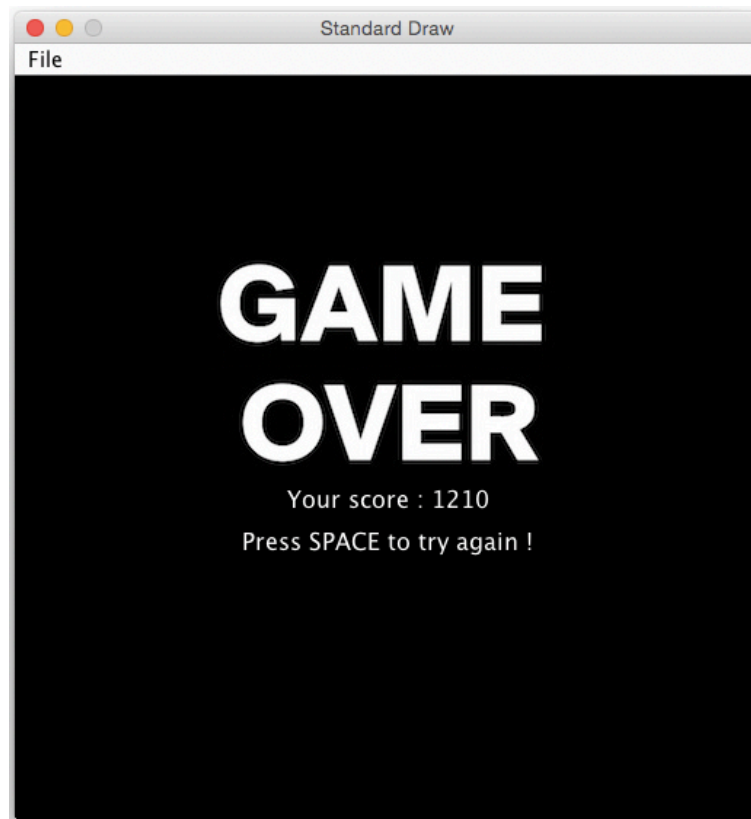 Standard Draw
File
GAME
OVER
Your score : 1210
Press SPACE to try again !